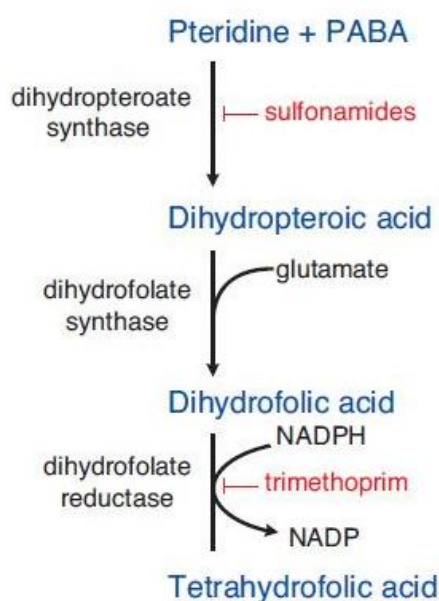 Pteridine + PABA
dihydropteroate
synthase
sulfonamides
Dihydropteroic acid
glutamate
dihydrofolate
synthase
Dihydrofolic acid
NADPH
dihydrofolate
reductase
trimethoprim
NADP
Tetrahydrofolic acid